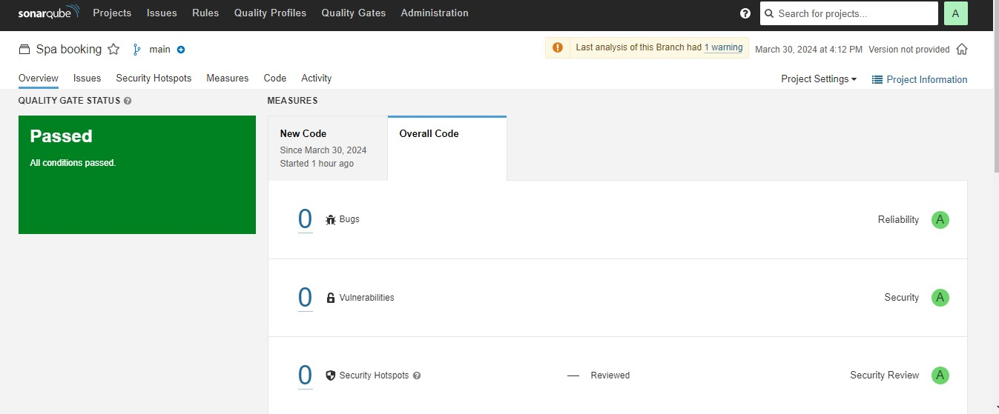 sonarqube Projects Issues Rules Quality Profiles Quality Gates Administration ? Search for projects... A
Spa booking main Last analysis of this Branch had 1 warning March 30, 2024 at 4:12 PM Version not provided
Overview Issues Security Hotspots Measures Code Activity Project Settings Project Information
QUALITY GATE STATUS ? MEASURES
Passed
All conditions passed.
New Code
Since March 30, 2024
Started 1 hour ago
Overall Code
0 Bugs Reliability A
0 Vulnerabilities Security A
0 Security Hotspots ? — Reviewed Security Review A